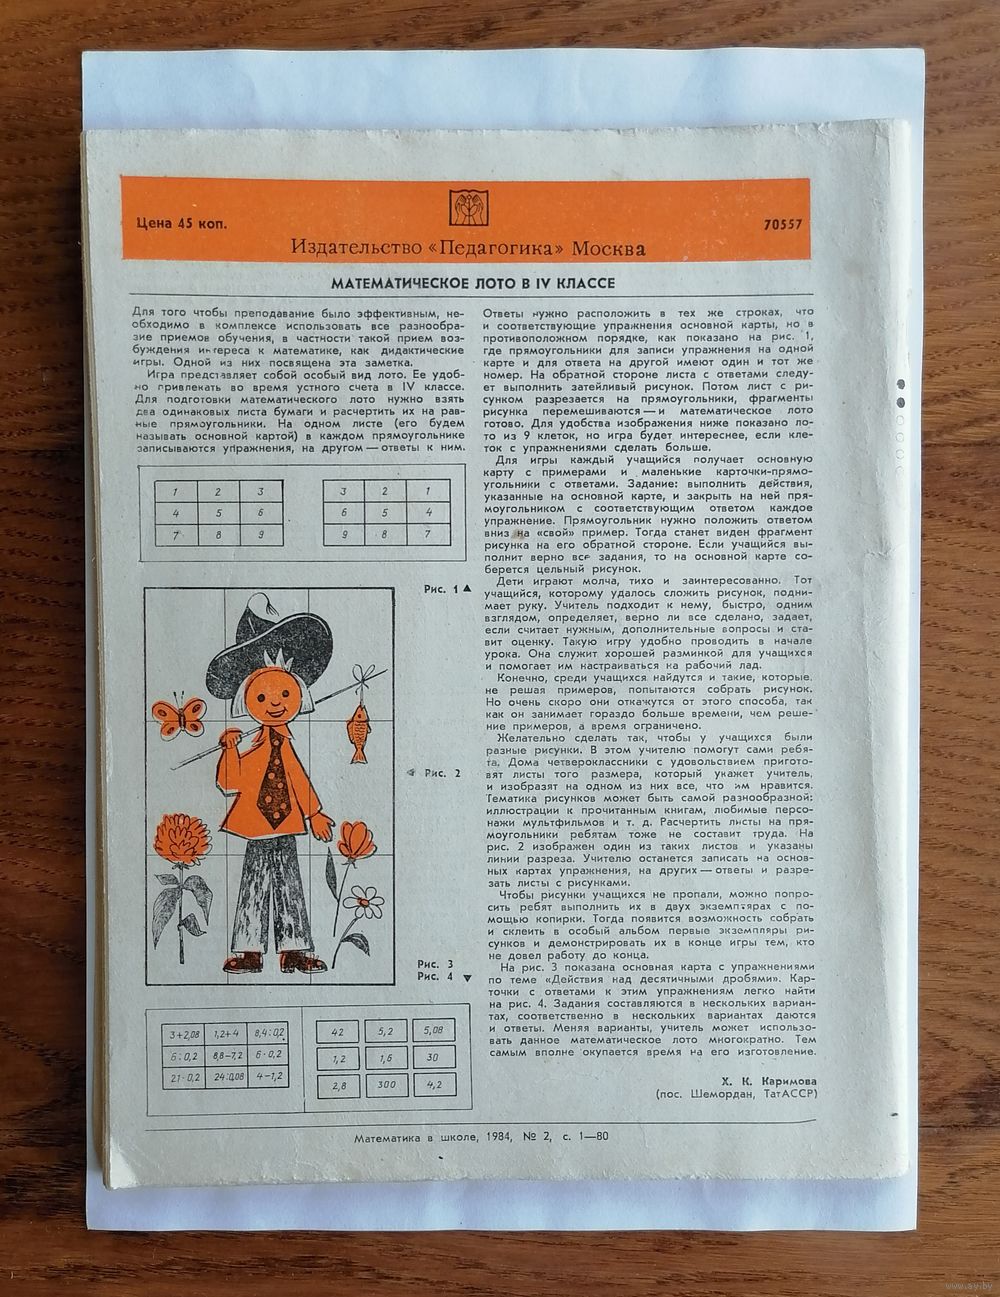 Цена 45 коп.
70557
Издательство «Педагогика» Москва
МАТЕМАТИЧЕСКОЕ ЛОТО В IV КЛАССЕ
Для того чтобы преподавание было эффективным, не-
обходимо в комплексе использовать все разнообра-
зие приемов обучения, в частности такой прием воз-
буждения интереса к математике, как дидактические
игры. Одной из них посвящена эта заметка.
Игра представляет собой особый вид лото. Ее удоб-
но привлекать во время устного счета в IV классе.
Для подготовки математического лото нужно взять
два одинаковых листа бумаги и расчертить их на рав-
ные прямоугольники. На одном листе (его будем
называть основной картой) в каждом прямоугольнике
записываются упражнения, на другом — ответы к ним.
1 2 3
4 5 6
7 8 9
3 2 1
6 5 4
9 8 7
Рис. 1 ▲
◄ Рис. 2
Рис. 3
Рис. 4 ▼
3+2,08 1,2+4 8,4:0,2
6:0,2 8,8−7,2 6·0,2
21·0,2 24:0,08 4−1,2
42 5,2 5,08
1,2 1,6 30
2,8 300 4,2
Ответы нужно расположить в тех же строках, что
и соответствующие упражнения основной карты, но в
противоположном порядке, как показано на рис. 1,
где прямоугольники для записи упражнения на одной
карте и для ответа на другой имеют один и тот же
номер. На обратной стороне листа с ответами следу-
ет выполнить затейливый рисунок. Потом лист с ри-
сунком разрезается на прямоугольники, фрагменты
рисунка перемешиваются — и математическое лото
готово. Для удобства изображения ниже показано ло-
то из 9 клеток, но игра будет интереснее, если кле-
ток с упражнениями сделать больше.
Для игры каждый учащийся получает основную
карту с примерами и маленькие карточки-прямо-
угольники с ответами. Задание: выполнить действия,
указанные на основной карте, и закрыть на ней пря-
моугольником с соответствующим ответом каждое
упражнение. Прямоугольник нужно положить ответом
вниз на «свой» пример. Тогда станет виден фрагмент
рисунка на его обратной стороне. Если учащийся вы-
полнит верно все задания, то на основной карте со-
берется цельный рисунок.
Дети играют молча, тихо и заинтересованно. Тот
учащийся, которому удалось сложить рисунок, подни-
мает руку. Учитель подходит к нему, быстро, одним
взглядом, определяет, верно ли все сделано, задает,
если считает нужным, дополнительные вопросы и ста-
вит оценку. Такую игру удобно проводить в начале
урока. Она служит хорошей разминкой для учащихся
и помогает им настраиваться на рабочий лад.
Конечно, среди учащихся найдутся и такие, которые,
не решая примеров, попытаются собрать рисунок.
Но очень скоро они откажутся от этого способа, так
как он занимает гораздо больше времени, чем реше-
ние примеров, а время ограничено.
Желательно сделать так, чтобы у учащихся были
разные рисунки. В этом учителю помогут сами ребя-
та. Дома четвероклассники с удовольствием пригото-
вят листы того размера, который укажет учитель,
и изобразят на одном из них все, что им нравится.
Тематика рисунков может быть самой разнообразной:
иллюстрации к прочитанным книгам, любимые персо-
нажи мультфильмов и т. д. Расчертить листы на пря-
моугольники ребятам тоже не составит труда. На
рис. 2 изображен один из таких листов и указаны
линии разреза. Учителю останется записать на основ-
ных картах упражнения, на других — ответы и разре-
зать листы с рисунками.
Чтобы рисунки учащихся не пропали, можно попро-
сить ребят выполнить их в двух экземплярах с по-
мощью копирки. Тогда появится возможность собрать
и склеить в особый альбом первые экземпляры ри-
сунков и демонстрировать их в конце игры тем, кто
не довел работу до конца.
На рис. 3 показана основная карта с упражнениями
по теме «Действия над десятичными дробями». Кар-
точки с ответами к этим упражнениям легко найти
на рис. 4. Задания составляются в нескольких вариан-
тах, соответственно в нескольких вариантах даются
и ответы. Меняя варианты, учитель может использо-
вать данное математическое лото многократно. Тем
самым вполне окупается время на его изготовление.
Х. К. Каримова
(пос. Шемордан, ТатАССР)
Математика в школе, 1984, № 2, с. 1—80
www.ay.by